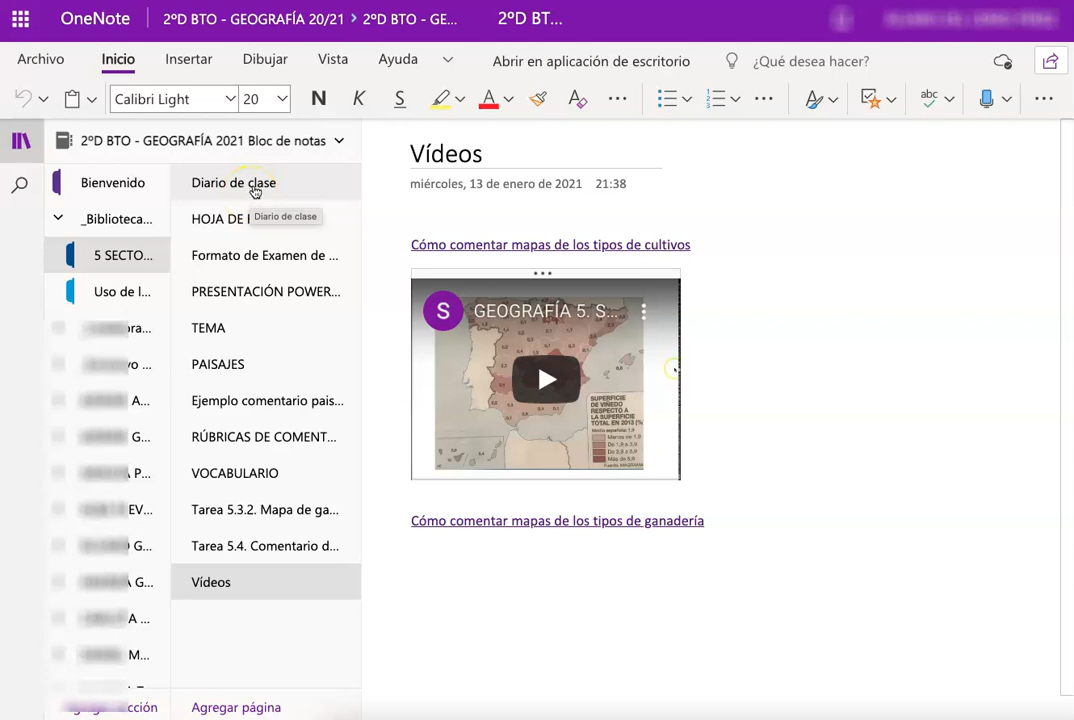 OneNote
2ºD BTO - GEOGRAFÍA 20/21 > 2ºD BTO - GE...
2ºD BT...
Archivo
Inicio
Insertar
Dibujar
Vista
Ayuda
Abrir en aplicación de escritorio
¿Qué desea hacer?
Calibri Light
20
N
K
S
A
A
abc
2ºD BTO - GEOGRAFÍA 2021 Bloc de notas
Bienvenido
_Biblioteca...
5 SECTO...
Uso de l...
ra...
vo ...
A...
G...
P...
EV...
G...
A G...
A ...
M...
Diario de clase
HOJA DE
Diario de clase
Formato de Examen de ...
PRESENTACIÓN POWER...
TEMA
PAISAJES
Ejemplo comentario pais...
RÚBRICAS DE COMENT...
VOCABULARIO
Tarea 5.3.2. Mapa de ga...
Tarea 5.4. Comentario d...
Vídeos
Agregar página
Vídeos
miércoles, 13 de enero de 2021 21:38
Cómo comentar mapas de los tipos de cultivos
S
GEOGRAFÍA 5. S...
SUPERFICIE
DE VIÑEDO
RESPECTO A
LA SUPERFICIE
TOTAL EN 2013 (%
Cómo comentar mapas de los tipos de ganadería